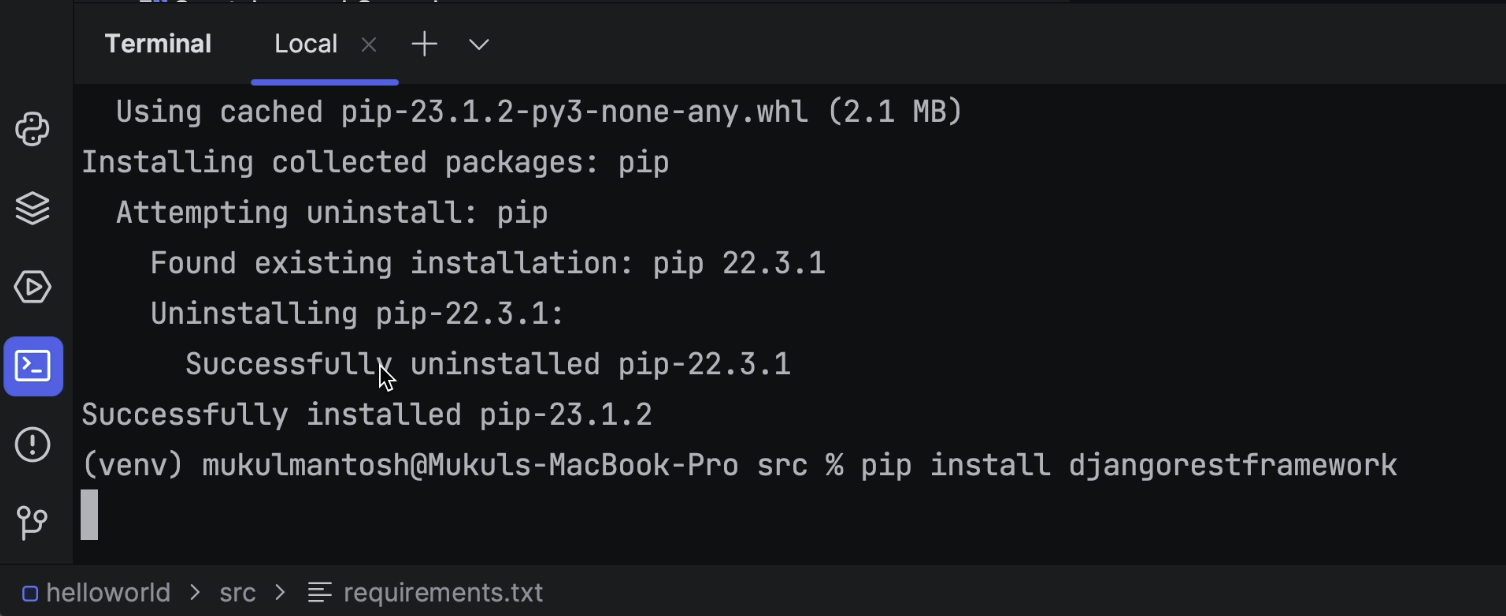 Terminal Local
Using cached pip-23.1.2-py3-none-any.whl (2.1 MB)
Installing collected packages: pip
Attempting uninstall: pip
Found existing installation: pip 22.3.1
Uninstalling pip-22.3.1:
Successfully uninstalled pip-22.3.1
Successfully installed pip-23.1.2
(venv) mukulmantosh@Mukuls-MacBook-Pro src % pip install djangorestframework
helloworld > src > requirements.txt